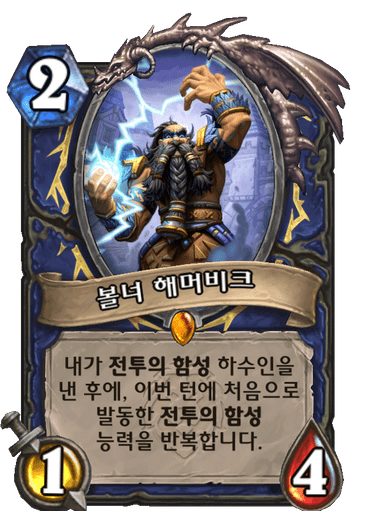 2
볼너 해머비크
내가 전투의 함성 하수인을
낸 후에, 이번 턴에 처음으로
발동한 전투의 함성
능력을 반복합니다.
1
4